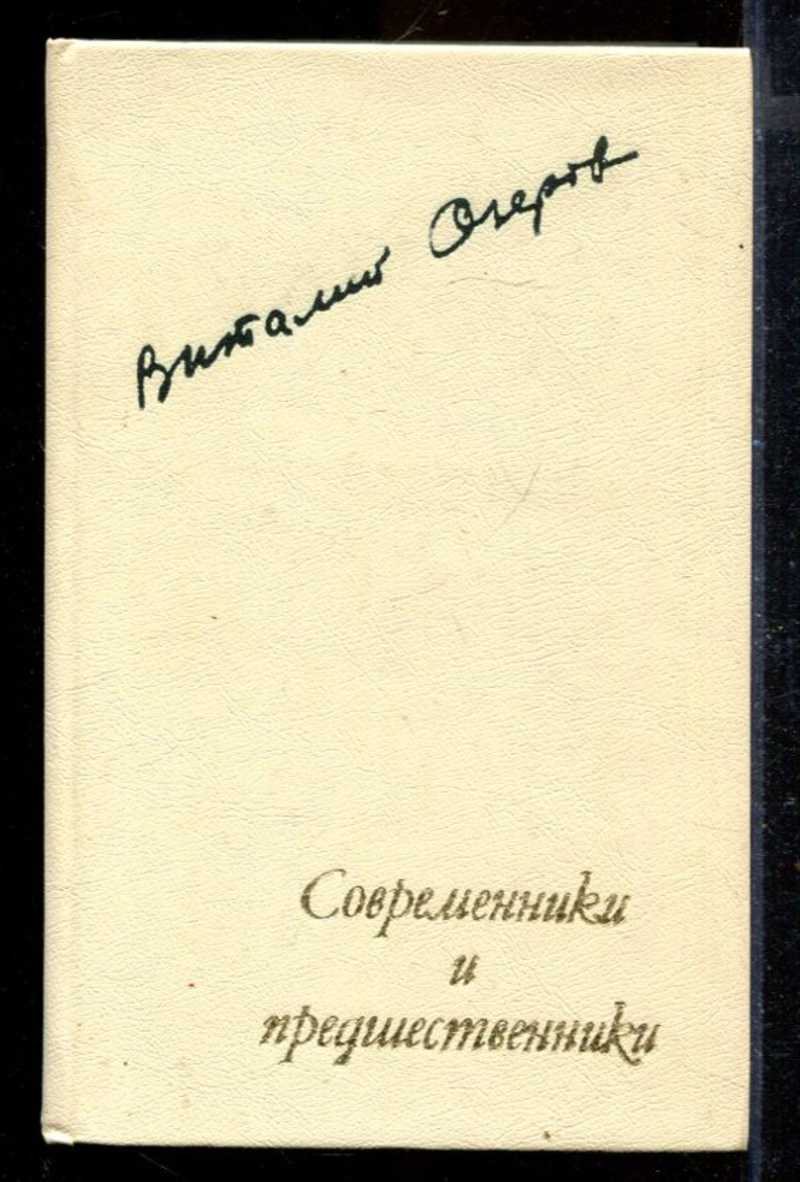 Виталий Озеров
Современники
и
предшественники